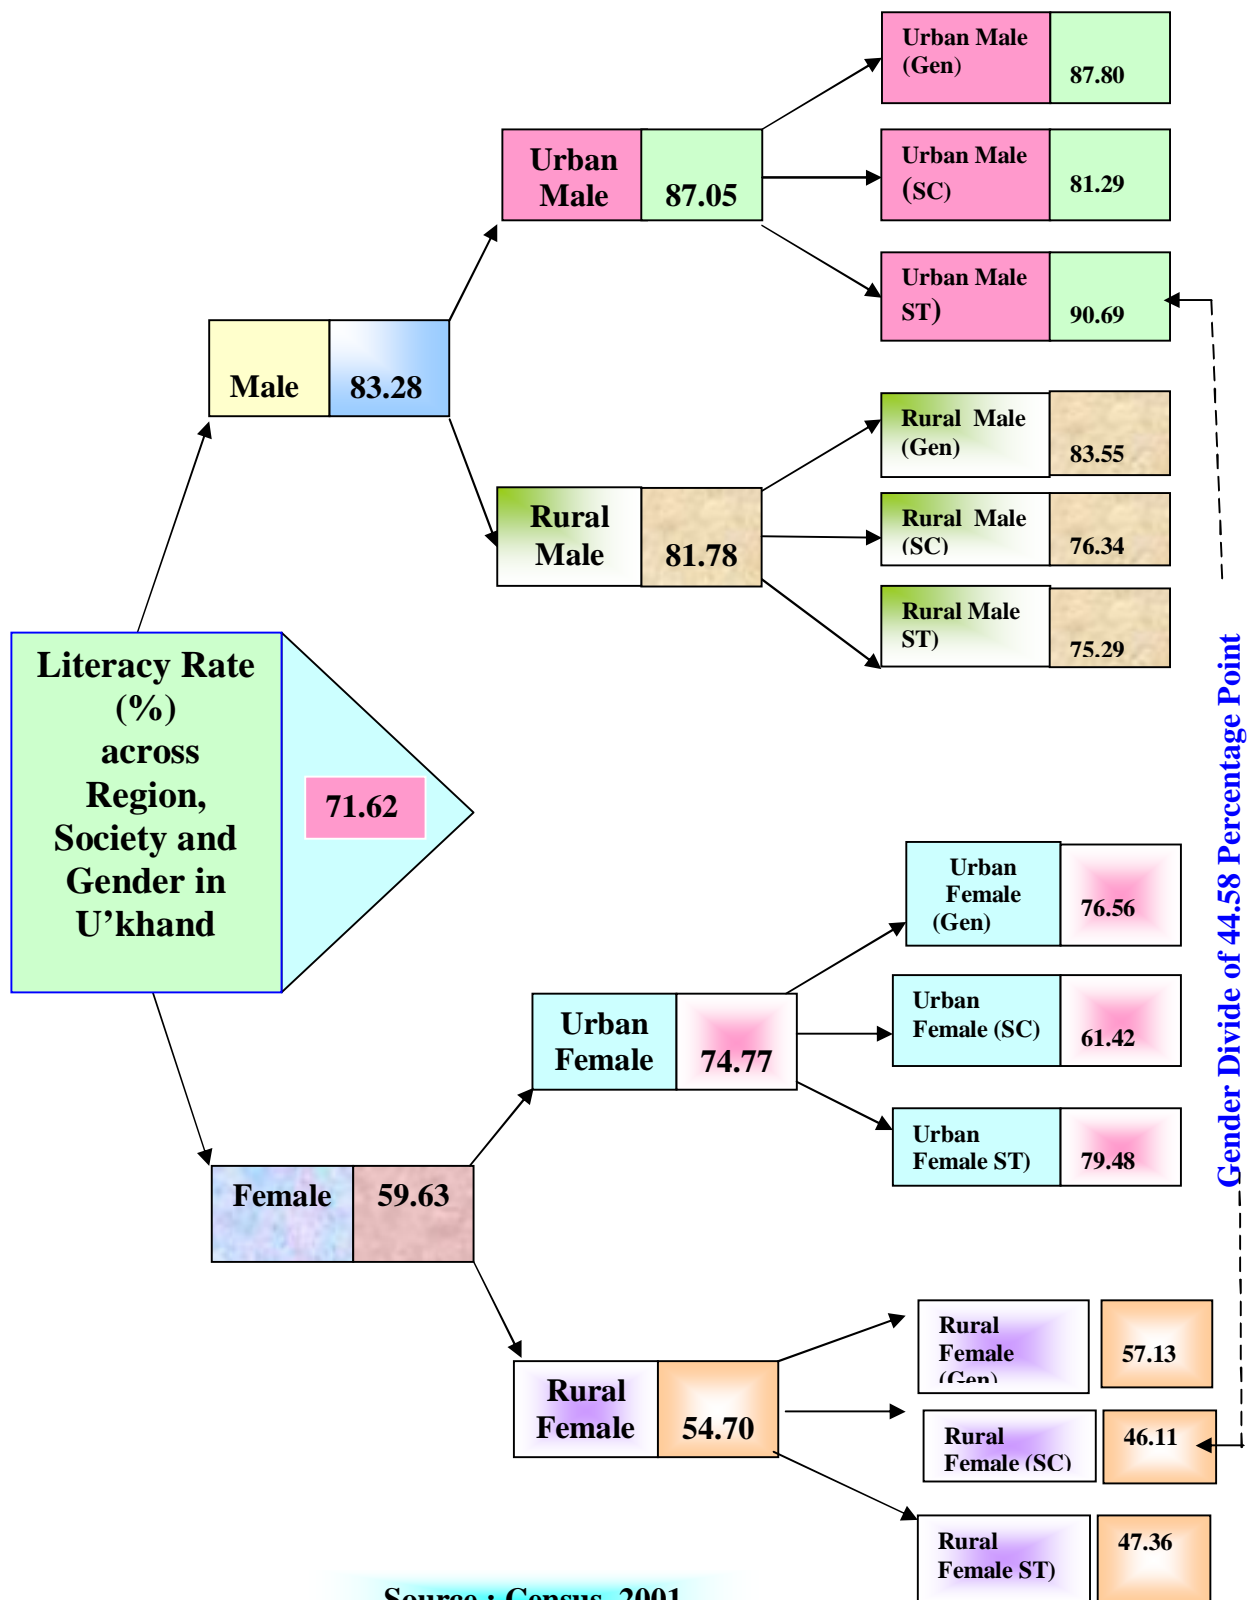 Urban Male
(Gen)
87.80
Urban Male
(SC)
81.29
Urban Male
ST)
90.69
Urban
Male
87.05
Male
83.28
Rural Male
(Gen)
83.55
Rural Male
(SC)
76.34
Rural Male
ST)
75.29
Rural
Male
81.78
Literacy Rate
(%)
across
Region,
Society and
Gender in
U'khand
71.62
Gender Divide of 44.58 Percentage Point
Urban
Female
(Gen)
76.56
Urban
Female (SC)
61.42
Urban
Female ST)
79.48
Urban
Female
74.77
Female
59.63
Rural
Female
54.70
Rural
Female
(Gen)
57.13
Rural
Female (SC)
46.11
Rural
Female ST)
47.36
Source : Census, 2001